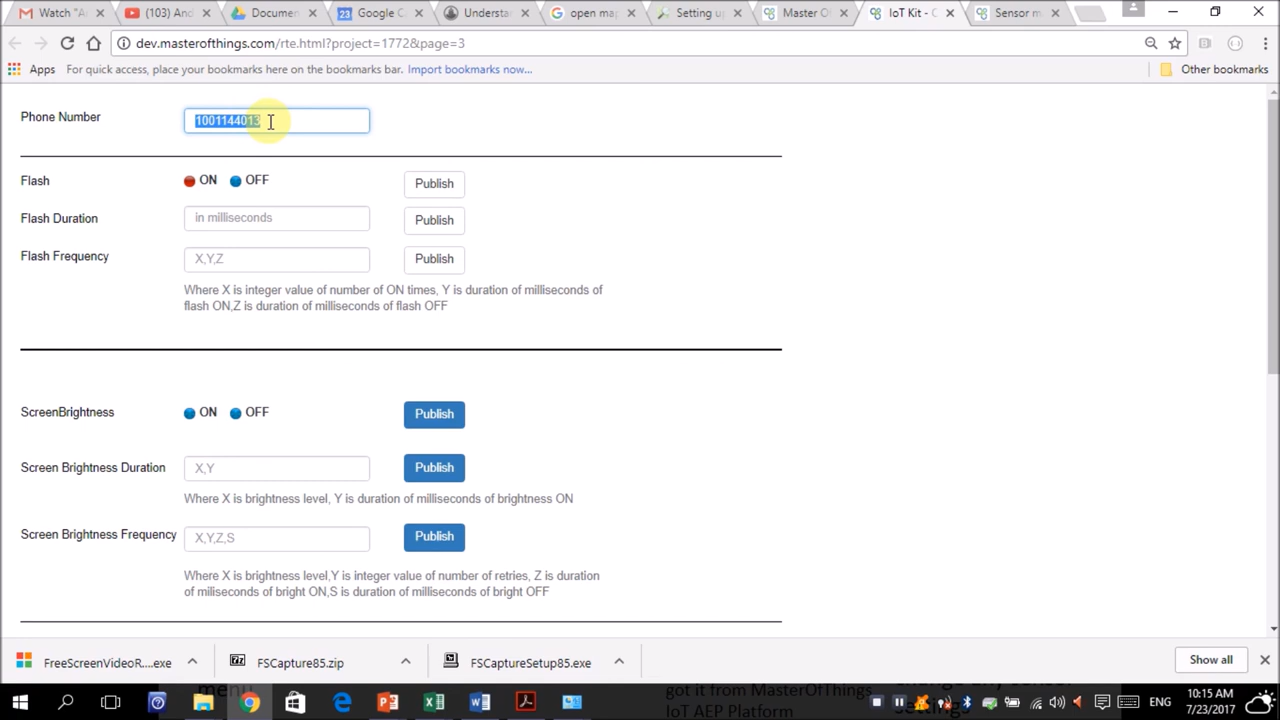 Watch "A
(103) And
Documen
23 Google C
Understa
open ma
Setting u
Master O
IoT Kit - C
Sensor m
dev.masterofthings.com/rte.html?project=1772&page=3
Apps For quick access, place your bookmarks here on the bookmarks bar. Import bookmarks now... Other bookmarks
Phone Number 1001144013
Flash ON OFF Publish
Flash Duration in milliseconds Publish
Flash Frequency X,Y,Z Publish
Where X is integer value of number of ON times, Y is duration of milliseconds of
flash ON,Z is duration of milliseconds of flash OFF
ScreenBrightness ON OFF Publish
Screen Brightness Duration X,Y Publish
Where X is brightness level, Y is duration of milliseconds of brightness ON
Screen Brightness Frequency X,Y,Z,S Publish
Where X is brightness level,Y is integer value of number of retries, Z is duration
of miliseconds of bright ON,S is duration of milliseconds of bright OFF
FreeScreenVideoR....exe FSCapture85.zip FSCaptureSetup85.exe Show all
menu
got it from MasterOfThings
IoT AEP Platform
settings
ENG
10:15 AM
7/23/2017